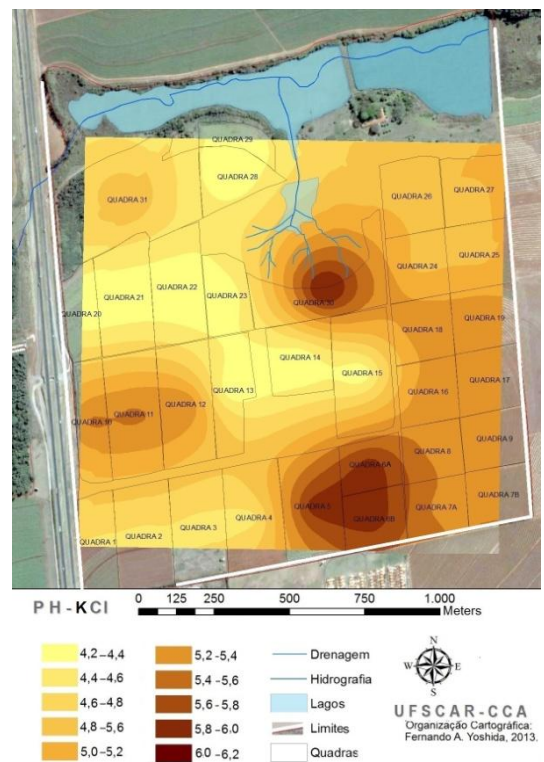 QUADRA 29
QUADRA 28
QUADRA 31
QUADRA 26
QUADRA 27
QUADRA 25
QUADRA 24
QUADRA 22
QUADRA 21
QUADRA 23
QUADRA 20
QUADRA 30
QUADRA 19
QUADRA 18
QUADRA 14
QUADRA 15
QUADRA 17
QUADRA 13
QUADRA 16
QUADRA 12
QUADRA 11
QUADRA 10
QUADRA 9
QUADRA 8
QUADRA 6A
QUADRA 7B
QUADRA 5
QUADRA 7A
QUADRA 4
QUADRA 6B
QUADRA 3
QUADRA 2
QUADRA 1
PH-KCl
0 125 250 500 750 1.000
Meters
4,2 –4,4
4,4 –4,6
4,6 –4,8
4,8 –5,6
5,0 –5,2
5,2 –5,4
5,4 –5,6
5,6 –5,8
5,8 –6,0
6,0 –6,2
Drenagem
Hidrografia
Lagos
Limites
Quadras
N
W E
S
UFSCAR-CCA
Organização Cartográfica:
Fernando A. Yoshida, 2013.